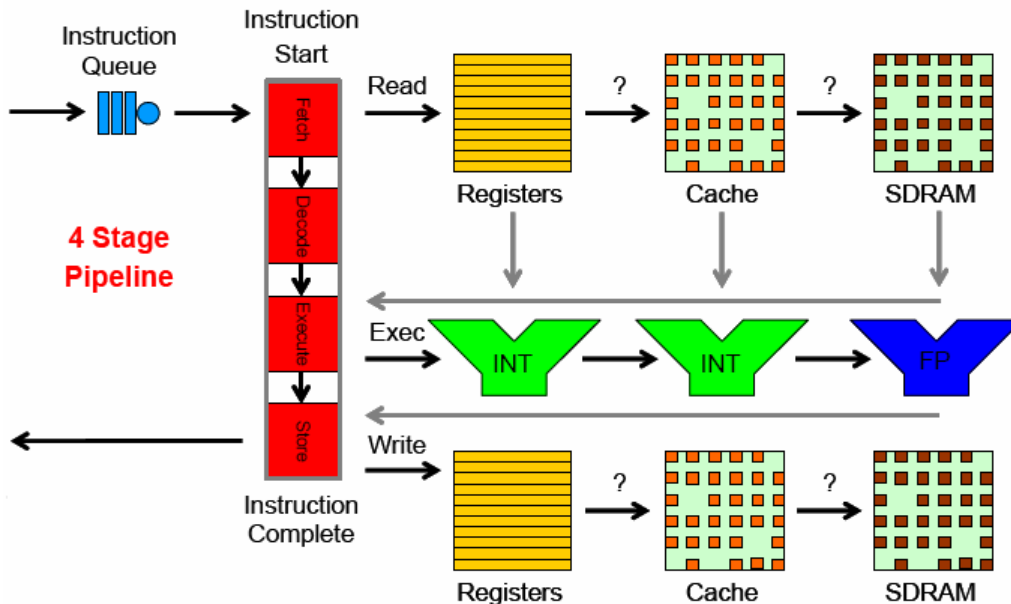 Instruction
Queue
Instruction
Start
Read
?
?
Fetch
Registers
Cache
SDRAM
Decode
4 Stage
Pipeline
Execute
Exec
INT
INT
FP
Store
Write
?
?
Instruction
Complete
Registers
Cache
SDRAM